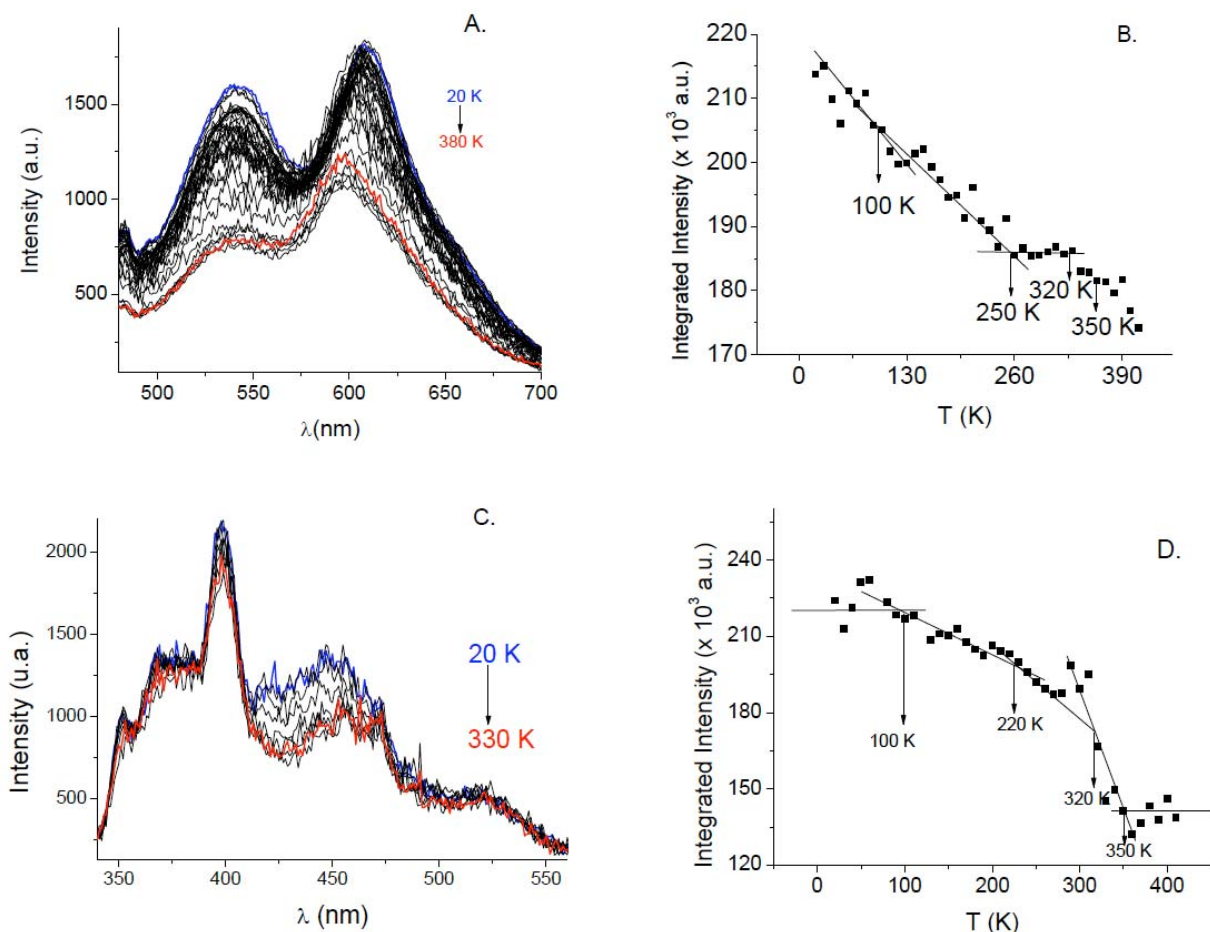 A.
20 K
380 K
1500
1000
500
Intensity (a.u.)
500
550
600
650
700
λ(nm)
B.
220
210
200
190
180
170
Integrated Intensity (x 10³ a.u.)
100 K
250 K
320 K
350 K
0
130
260
390
T (K)
C.
20 K
330 K
2000
1500
1000
500
Intensity (u.a.)
350
400
450
500
550
λ (nm)
D.
240
210
180
150
120
Integrated Intensity (x 10³ a.u.)
100 K
220 K
320 K
350 K
0
100
200
300
400
T (K)